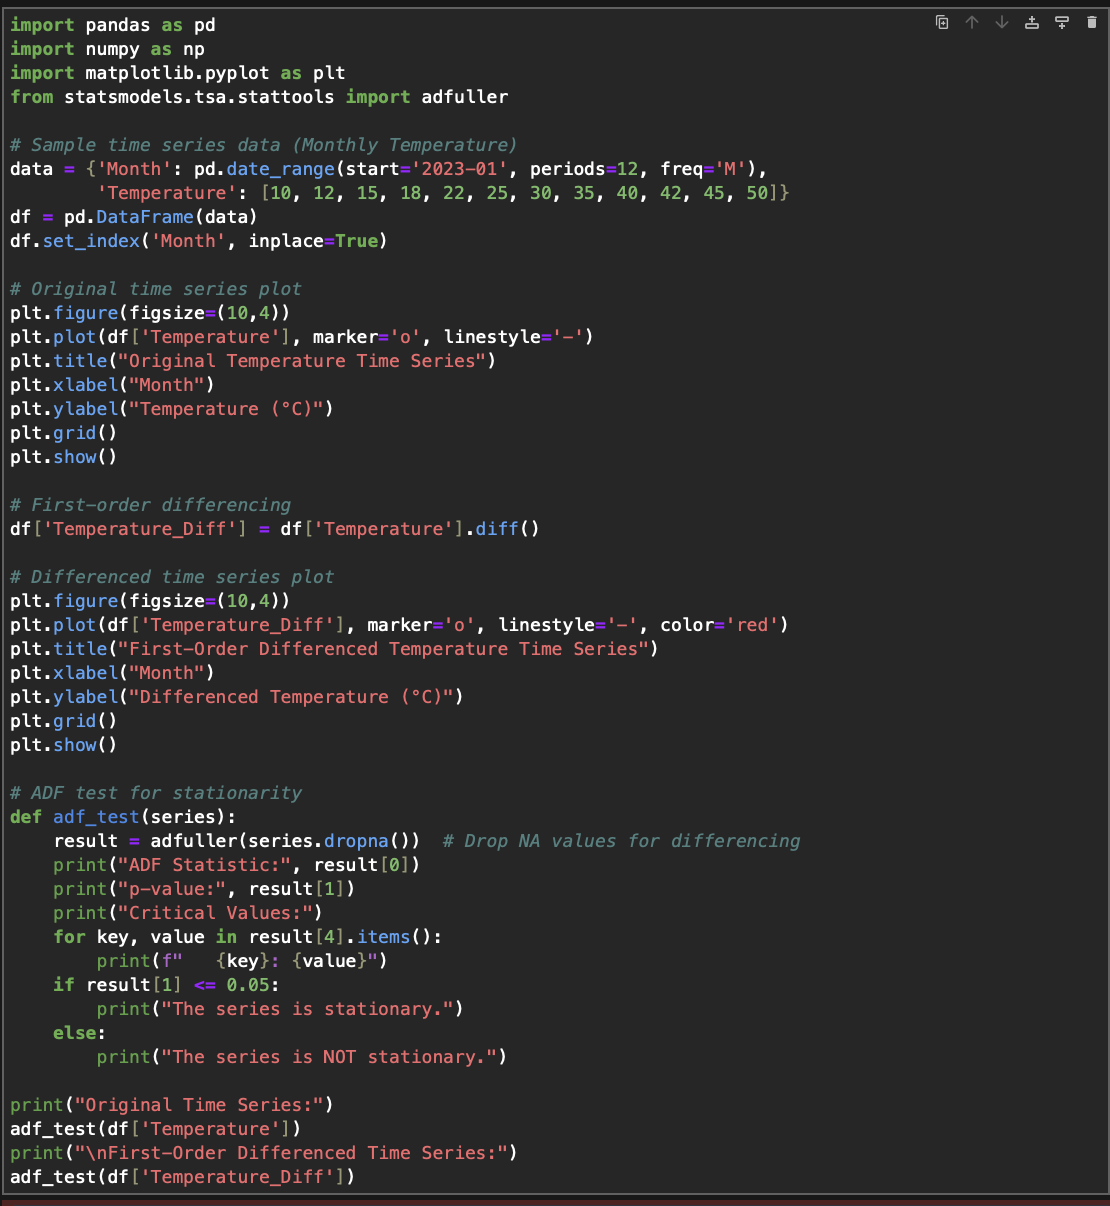 import pandas as pd
import numpy as np
import matplotlib.pyplot as plt
from statsmodels.tsa.stattools import adfuller

# Sample time series data (Monthly Temperature)
data = {'Month': pd.date_range(start='2023-01', periods=12, freq='M'),
        'Temperature': [10, 12, 15, 18, 22, 25, 30, 35, 40, 42, 45, 50]}
df = pd.DataFrame(data)
df.set_index('Month', inplace=True)

# Original time series plot
plt.figure(figsize=(10,4))
plt.plot(df['Temperature'], marker='o', linestyle='-')
plt.title("Original Temperature Time Series")
plt.xlabel("Month")
plt.ylabel("Temperature (°C)")
plt.grid()
plt.show()

# First-order differencing
df['Temperature_Diff'] = df['Temperature'].diff()

# Differenced time series plot
plt.figure(figsize=(10,4))
plt.plot(df['Temperature_Diff'], marker='o', linestyle='-', color='red')
plt.title("First-Order Differenced Temperature Time Series")
plt.xlabel("Month")
plt.ylabel("Differenced Temperature (°C)")
plt.grid()
plt.show()

# ADF test for stationarity
def adf_test(series):
    result = adfuller(series.dropna())  # Drop NA values for differencing
    print("ADF Statistic:", result[0])
    print("p-value:", result[1])
    print("Critical Values:")
    for key, value in result[4].items():
        print(f"   {key}: {value}")
    if result[1] <= 0.05:
        print("The series is stationary.")
    else:
        print("The series is NOT stationary.")

print("Original Time Series:")
adf_test(df['Temperature'])
print("\nFirst-Order Differenced Time Series:")
adf_test(df['Temperature_Diff'])